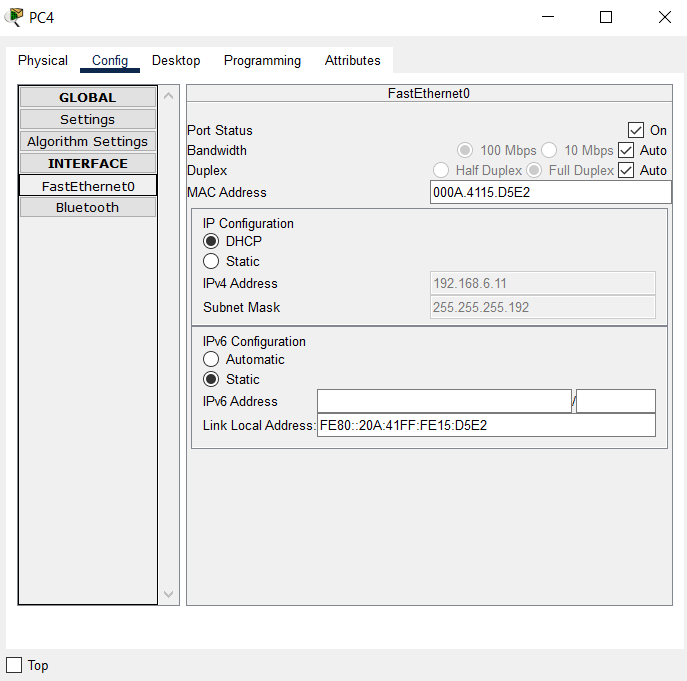 PC4
Physical Config Desktop Programming Attributes
GLOBAL
Settings
Algorithm Settings
INTERFACE
FastEthernet0
Bluetooth
FastEthernet0
Port Status On
Bandwidth 100 Mbps 10 Mbps Auto
Duplex Half Duplex Full Duplex Auto
MAC Address 000A.4115.D5E2
IP Configuration
DHCP
Static
IPv4 Address 192.168.6.11
Subnet Mask 255.255.255.192
IPv6 Configuration
Automatic
Static
IPv6 Address /
Link Local Address: FE80::20A:41FF:FE15:D5E2
Top